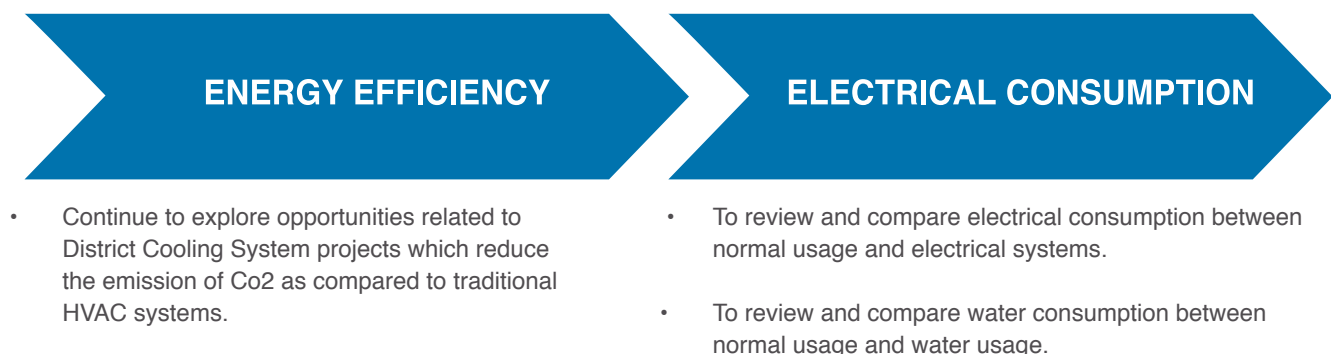 ENERGY EFFICIENCY
• Continue to explore opportunities related to
District Cooling System projects which reduce
the emission of Co2 as compared to traditional
HVAC systems.
ELECTRICAL CONSUMPTION
• To review and compare electrical consumption between
normal usage and electrical systems.
• To review and compare water consumption between
normal usage and water usage.